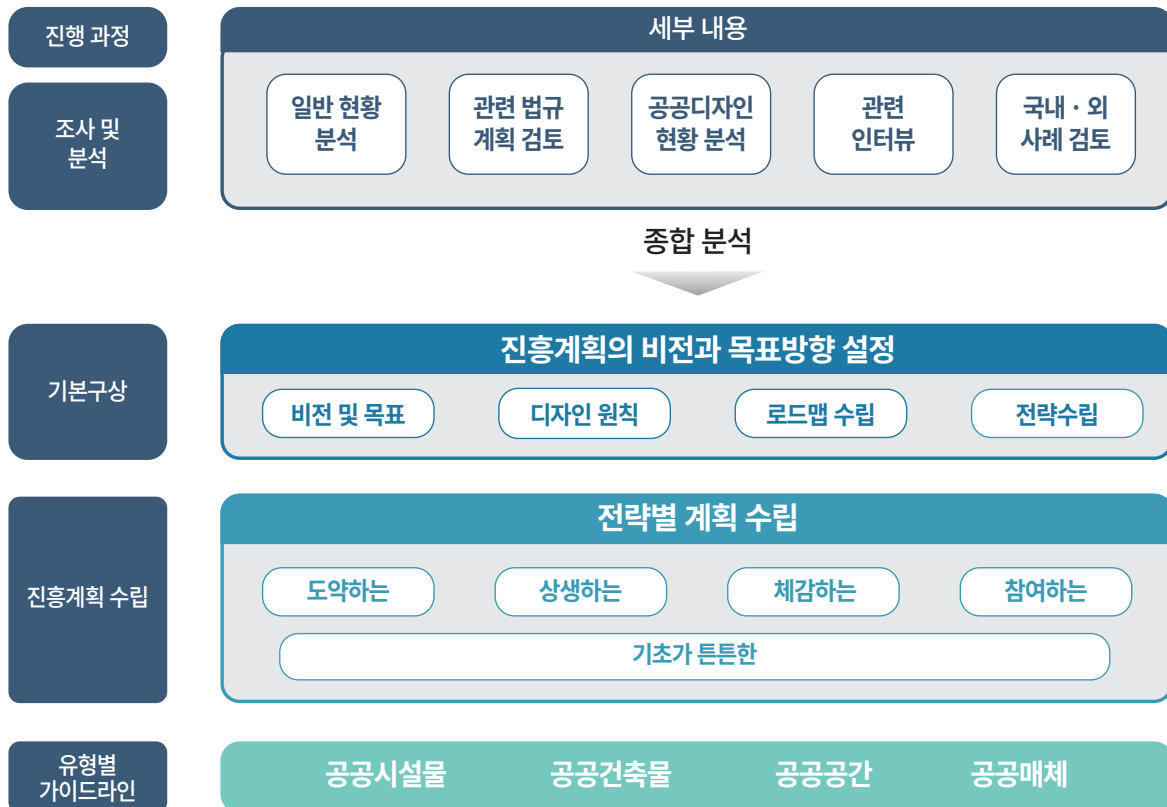 진행 과정
세부 내용
조사 및
분석
일반 현황
분석
관련 법규
계획 검토
공공디자인
현황 분석
관련
인터뷰
국내 · 외
사례 검토
종합 분석
기본구상
진흥계획의 비전과 목표방향 설정
비전 및 목표
디자인 원칙
로드맵 수립
전략수립
진흥계획 수립
전략별 계획 수립
도약하는
상생하는
체감하는
참여하는
기초가 튼튼한
유형별
가이드라인
공공시설물
공공건축물
공공공간
공공매체